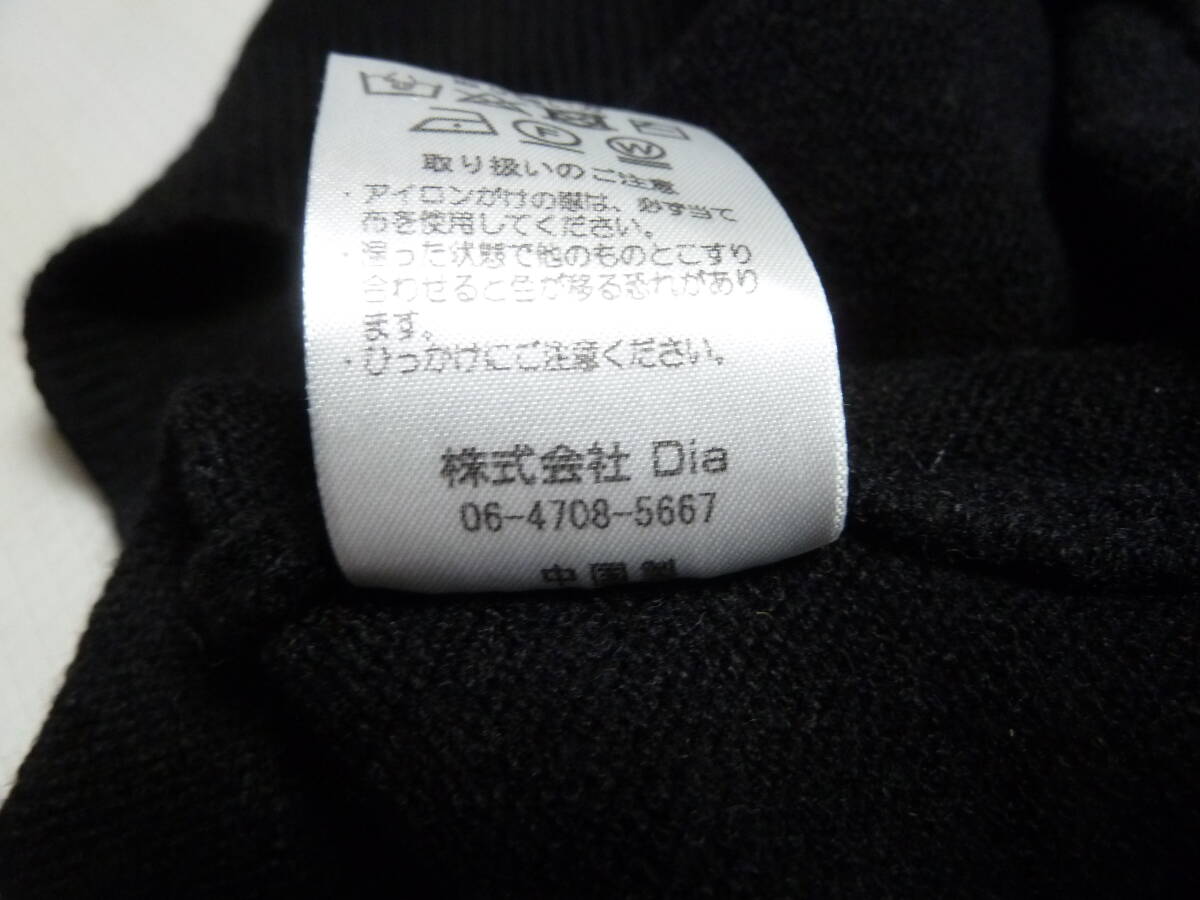 取り扱いのご注意
・アイロンがけの際は、必ず当て
布を使用してください。
・湿った状態で他のものとこすり
合わせると色が移る恐れがあり
ます。
・ひっかけにご注意ください。
株式会社 Dia
06-4708-5667
中国製